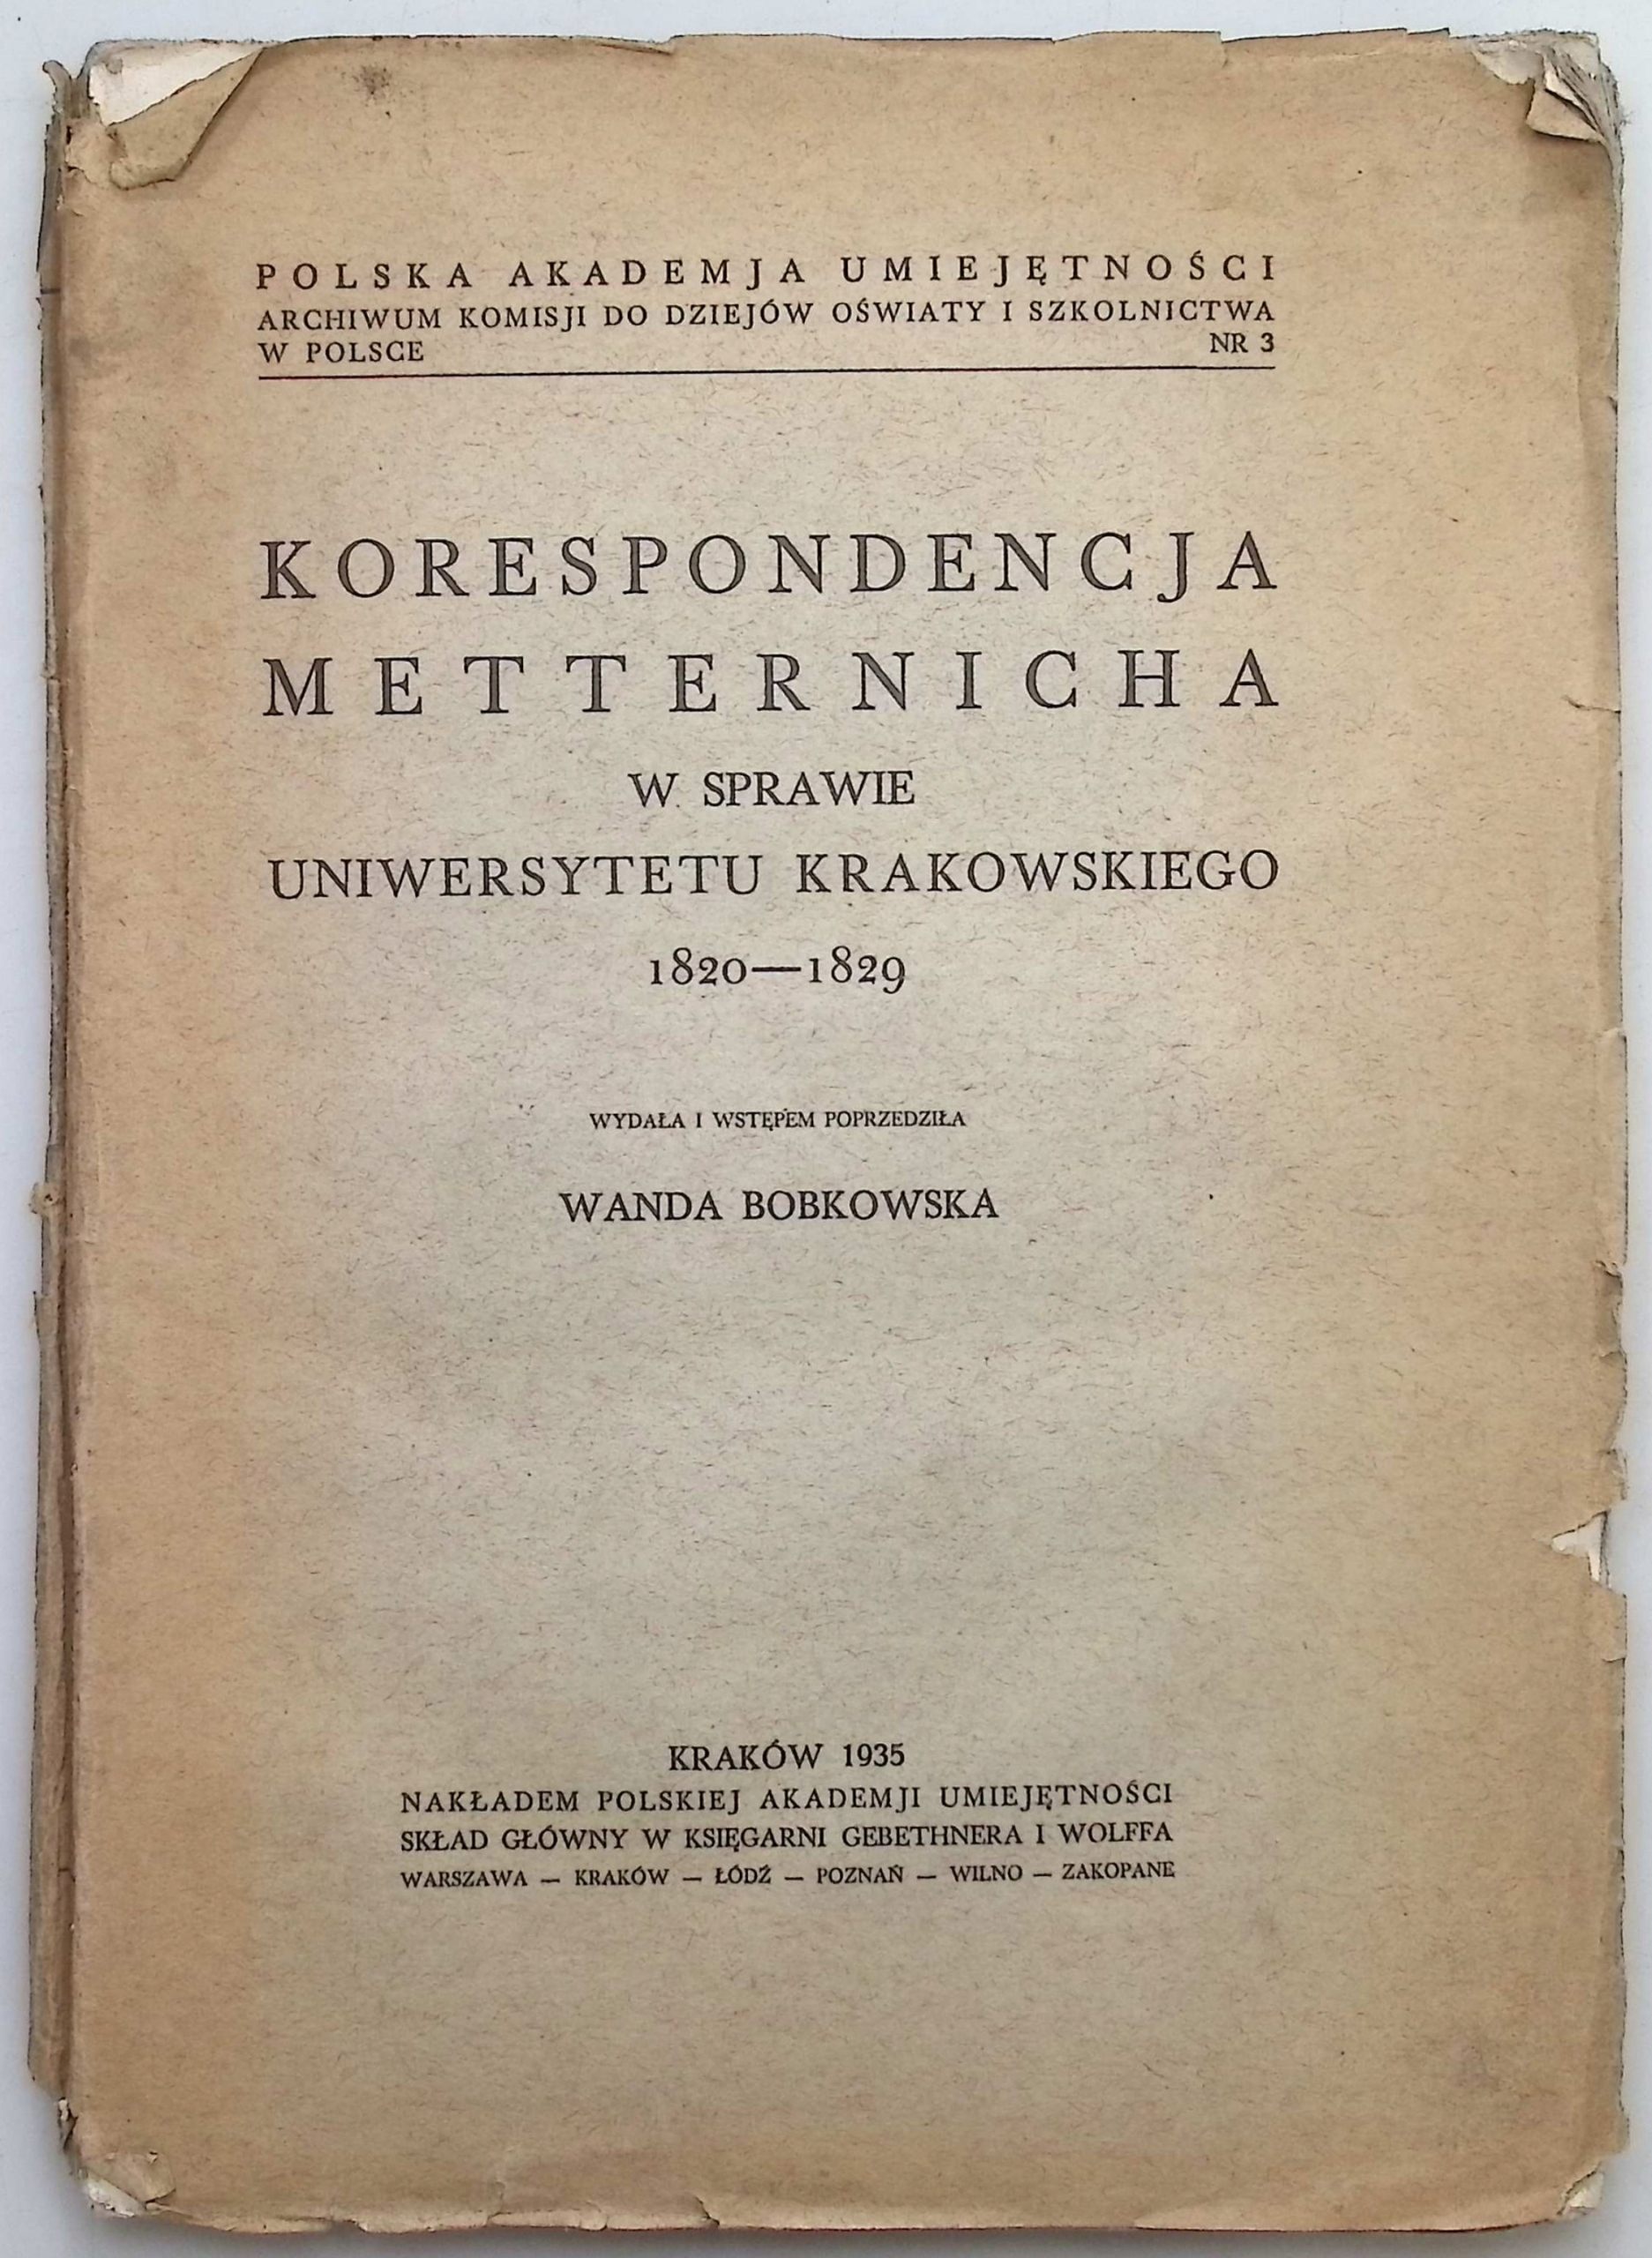 POLSKA AKADEMJA UMIEJĘTNOŚCI
ARCHIWUM KOMISJI DO DZIEJÓW OŚWIATY I SZKOLNICTWA
W POLSCE NR 3
KORESPONDENCJA
METTERNICHA
W SPRAWIE
UNIWERSYTETU KRAKOWSKIEGO
1820—1829
WYDAŁA I WSTĘPEM POPRZEDZIŁA
WANDA BOBKOWSKA
KRAKÓW 1935
NAKŁADEM POLSKIEJ AKADEMJI UMIEJĘTNOŚCI
SKŁAD GŁÓWNY W KSIĘGARNI GEBETHNERA I WOLFFA
WARSZAWA — KRAKÓW — ŁÓDŹ — POZNAŃ — WILNO — ZAKOPANE